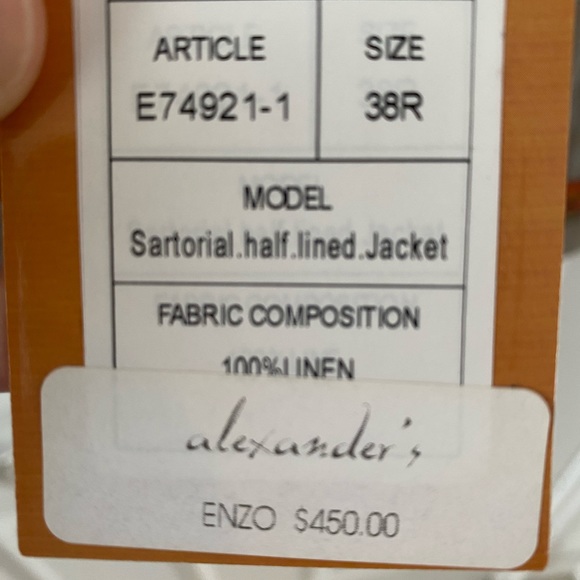 ARTICLE SIZE
E74921-1 38R
MODEL
Sartorial.half.lined.Jacket
FABRIC COMPOSITION
100%LINEN
alexander's
ENZO $450.00